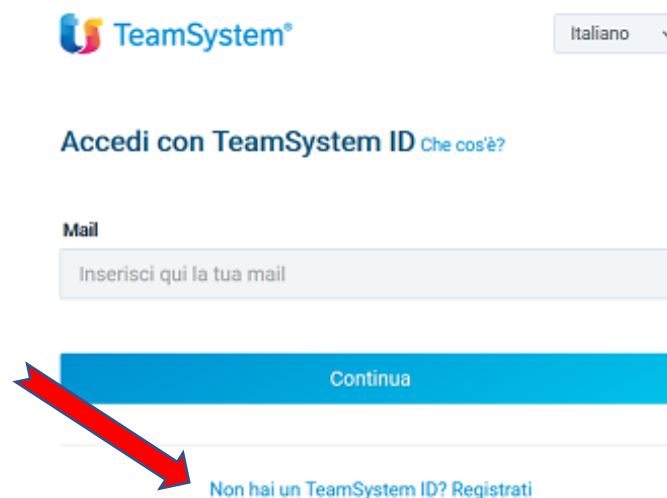 TeamSystem®
Italiano
Accedi con TeamSystem ID Che cos'è?
Mail
Inserisci qui la tua mail
Continua
Non hai un TeamSystem ID? Registrati